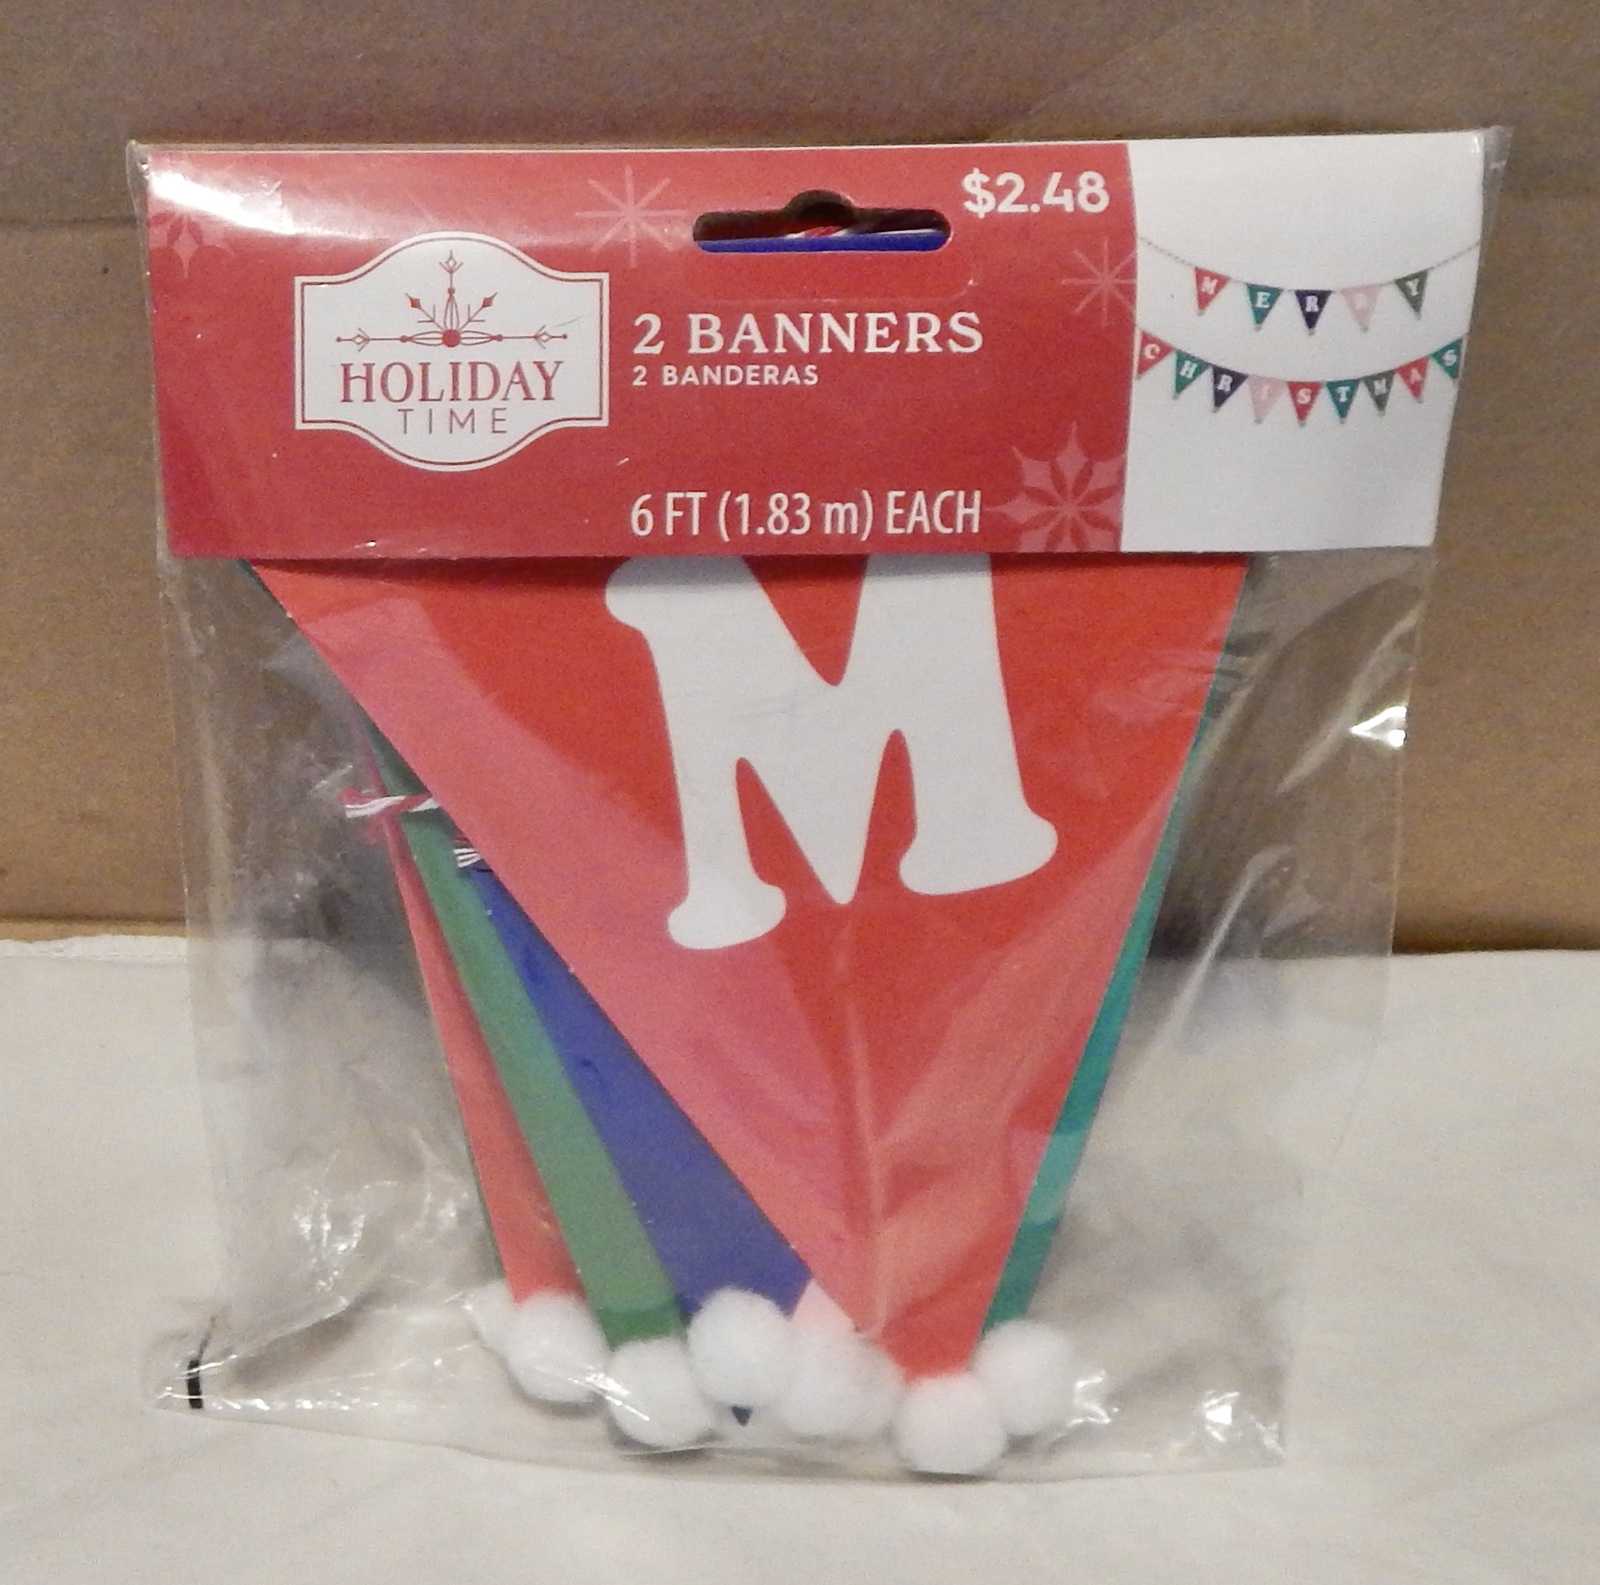 $2.48
HOLIDAY
TIME
2 BANNERS
2 BANDERAS
6 FT (1.83 m) EACH
MERRY
CHRISTMAS
M